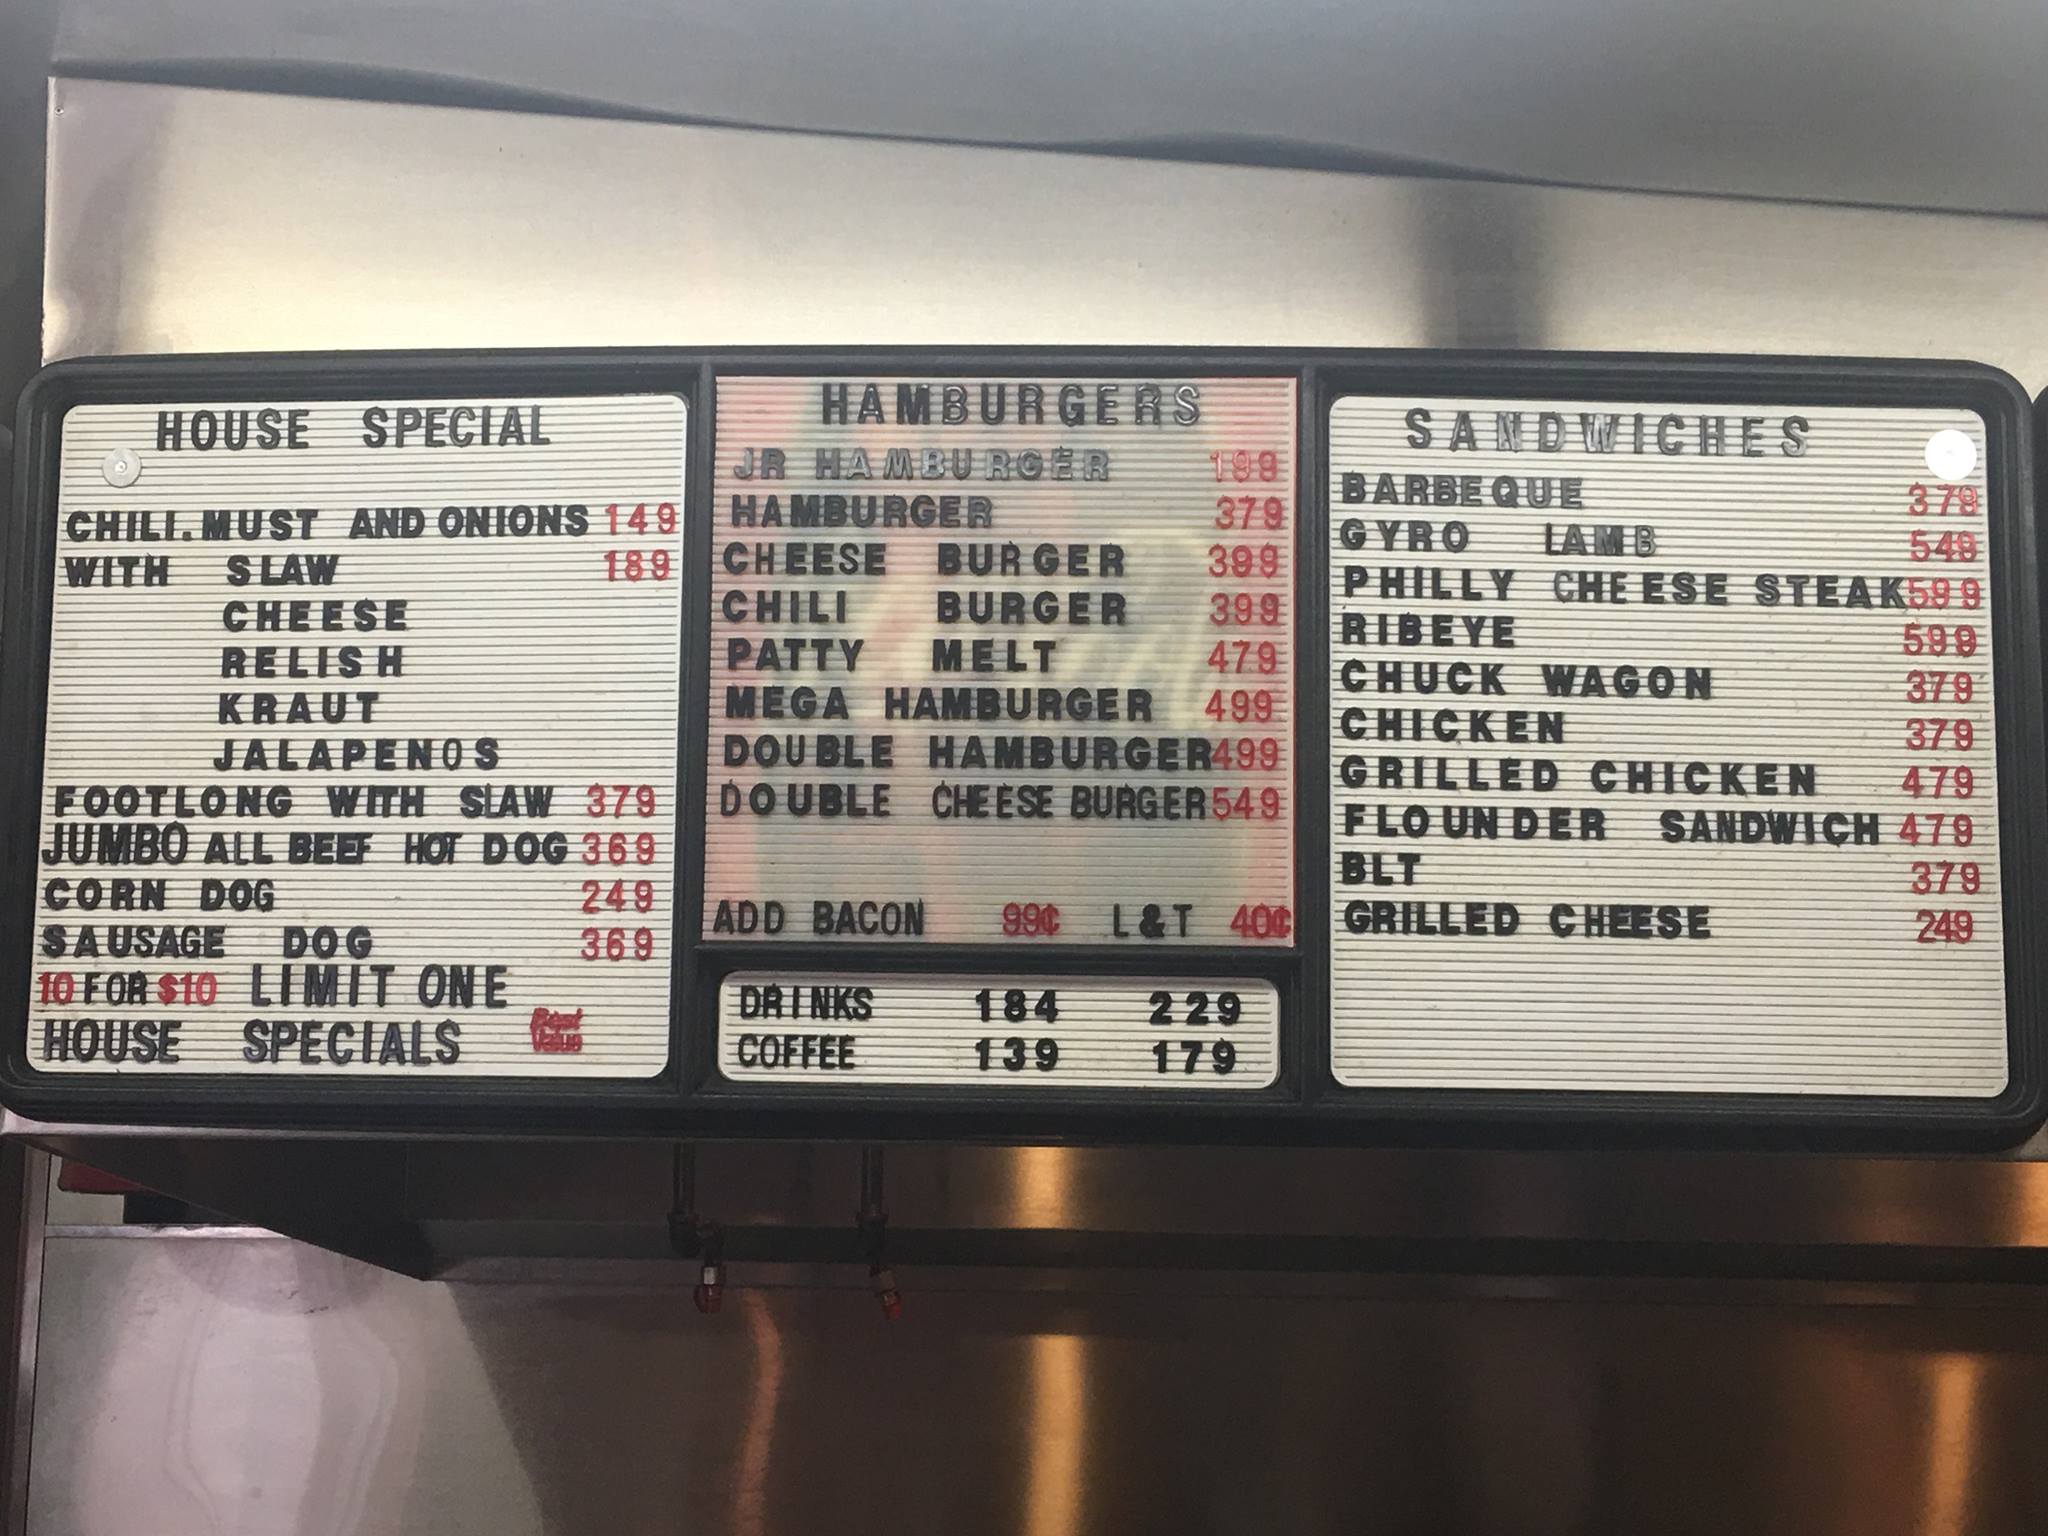 HOUSE SPECIAL
CHILI. MUST AND ONIONS 149
WITH SLAW 189
CHEESE
RELISH
KRAUT
JALAPENOS
FOOTLONG WITH SLAW 379
JUMBO ALL BEEF HOT DOG 369
CORN DOG 249
SAUSAGE DOG 369
10 FOR $10 LIMIT ONE
HOUSE SPECIALS Best Value
HAMBURGERS
JR HAMBURGER 199
HAMBURGER 379
CHEESE BURGER 399
CHILI BURGER 399
PATTY MELT 479
MEGA HAMBURGER 499
DOUBLE HAMBURGER 499
DOUBLE CHEESE BURGER 549
ADD BACON 99¢ L&T 40¢
DRINKS 184 229
COFFEE 139 179
SANDWICHES
BARBEQUE 379
GYRO LAMB 549
PHILLY CHEESE STEAK 599
RIBEYE 599
CHUCK WAGON 379
CHICKEN 379
GRILLED CHICKEN 479
FLOUNDER SANDWICH 479
BLT 379
GRILLED CHEESE 249